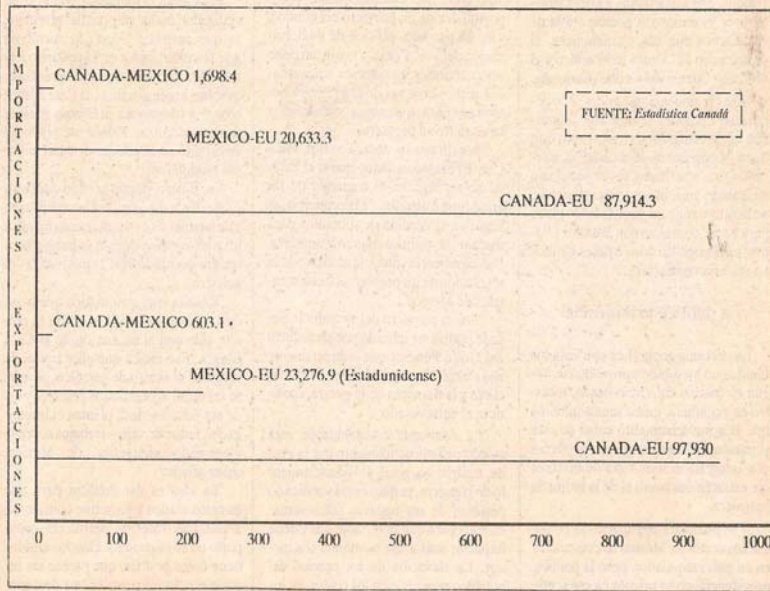 IMPORTACIONES
CANADA-MEXICO 1,698.4
FUENTE: Estadística Canadá
MEXICO-EU 20,633.3
CANADA-EU 87,914.3
EXPORTACIONES
CANADA-MEXICO 603.1
MEXICO-EU 23,276.9 (Estadunidense)
CANADA-EU 97,930
0 100 200 300 400 500 600 700 800 900 1000